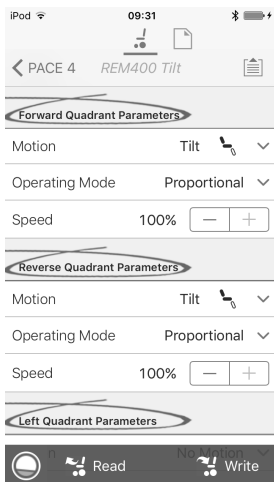 iPod 09:31
PACE 4 REM400 Tilt
Forward Quadrant Parameters
Motion Tilt
Operating Mode Proportional
Speed 100% − +
Reverse Quadrant Parameters
Motion Tilt
Operating Mode Proportional
Speed 100% − +
Left Quadrant Parameters
n No Motion
Read Write